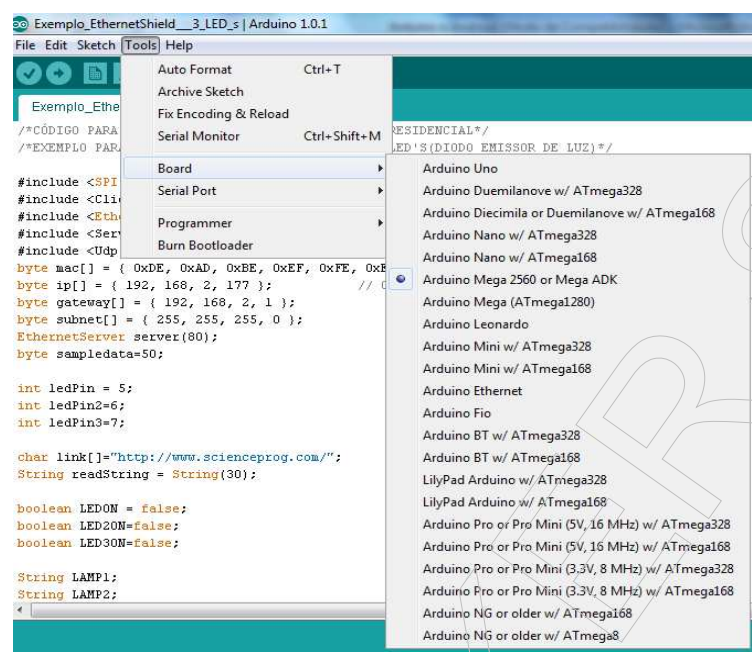 Exemplo_EthernetShield___3_LED_s | Arduino 1.0.1
File Edit Sketch Tools Help
Auto Format Ctrl+T
Archive Sketch
Fix Encoding & Reload
Serial Monitor Ctrl+Shift+M
Board
Serial Port
Programmer
Burn Bootloader
Arduino Uno
Arduino Duemilanove w/ ATmega328
Arduino Diecimila or Duemilanove w/ ATmega168
Arduino Nano w/ ATmega328
Arduino Nano w/ ATmega168
Arduino Mega 2560 or Mega ADK
Arduino Mega (ATmega1280)
Arduino Leonardo
Arduino Mini w/ ATmega328
Arduino Mini w/ ATmega168
Arduino Ethernet
Arduino Fio
Arduino BT w/ ATmega328
Arduino BT w/ ATmega168
LilyPad Arduino w/ ATmega328
LilyPad Arduino w/ ATmega168
Arduino Pro or Pro Mini (5V, 16 MHz) w/ ATmega328
Arduino Pro or Pro Mini (5V, 16 MHz) w/ ATmega168
Arduino Pro or Pro Mini (3.3V, 8 MHz) w/ ATmega328
Arduino Pro or Pro Mini (3.3V, 8 MHz) w/ ATmega168
Arduino NG or older w/ ATmega168
Arduino NG or older w/ ATmega8
Exemplo_Ethe
/*CÓDIGO PARA RESIDENCIAL*/
/*EXEMPLO PARA LED'S(DIODO EMISSOR DE LUZ)*/
#include <SPI
#include <Cli
#include <Eth
#include <Ser
#include <Udp
byte mac[] = { 0xDE, 0xAD, 0xBE, 0xEF, 0xFE, 0xE
byte ip[] = { 192, 168, 2, 177 }; //
byte gateway[] = { 192, 168, 2, 1 };
byte subnet[] = { 255, 255, 255, 0 };
EthernetServer server(80);
byte sampledata=50;
int ledPin = 5;
int ledPin2=6;
int ledPin3=7;
char link[]="http://www.scienceprog.com/";
String readString = String(30);
boolean LEDON = false;
boolean LED2ON=false;
boolean LED3ON=false;
String LAMP1;
String LAMP2;